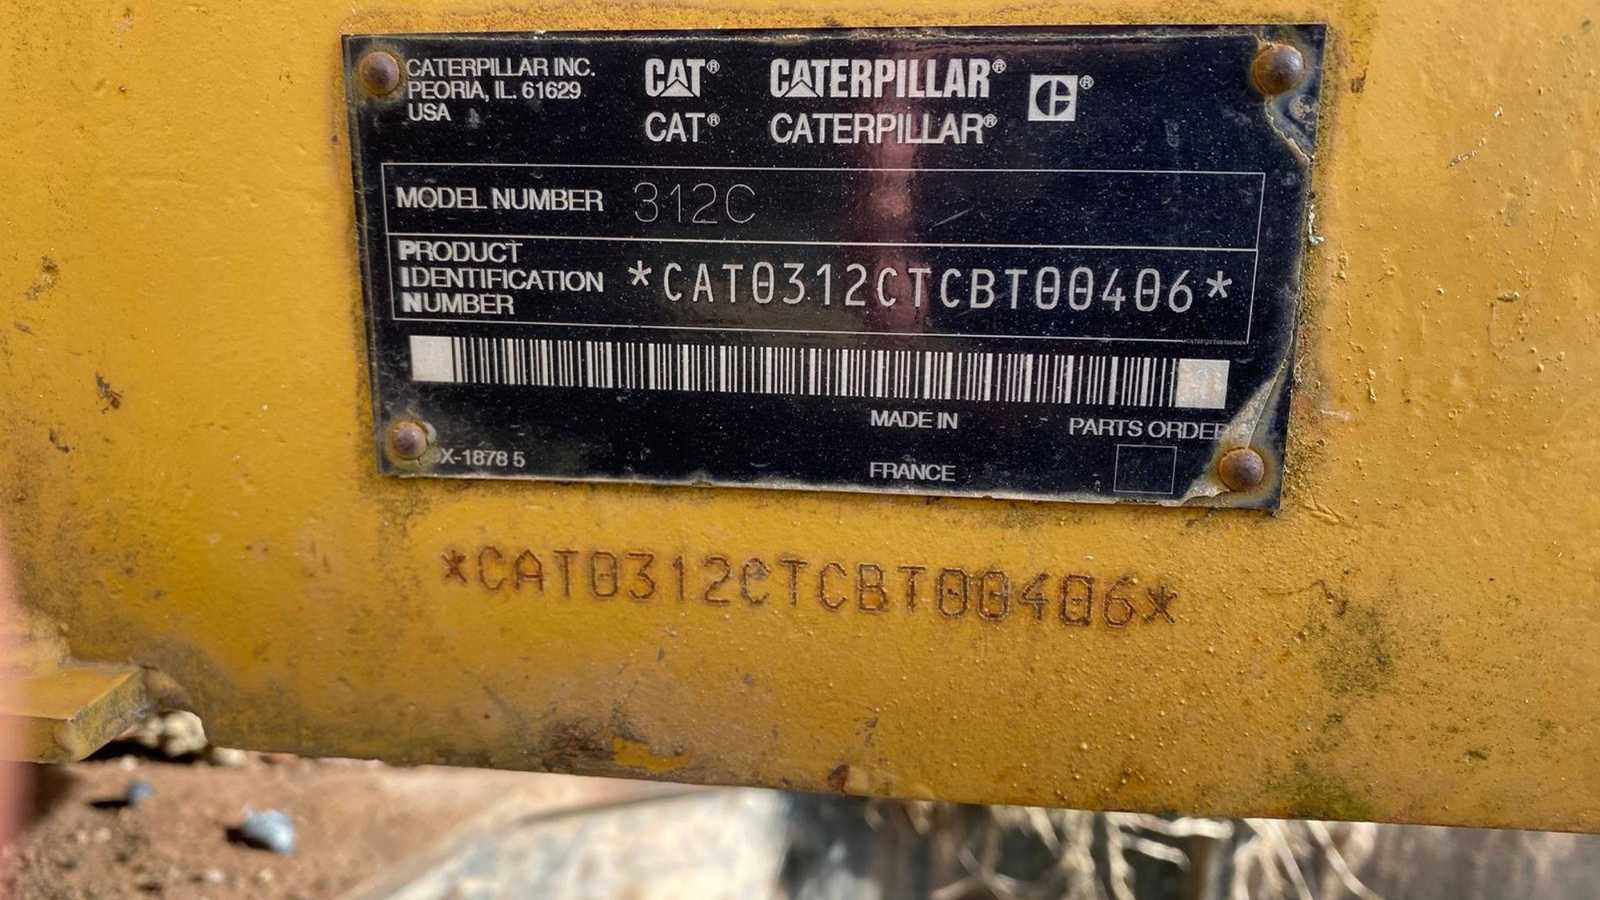 CATERPILLAR INC.
PEORIA, IL. 61629
USA
CAT® CATERPILLAR® ®
CAT® CATERPILLAR®
MODEL NUMBER 312C
PRODUCT
IDENTIFICATION
NUMBER
*CAT0312CTCBT00406*
MADE IN
FRANCE
PARTS ORDER
X-1878 5
*CAT0312CTCBT00406*